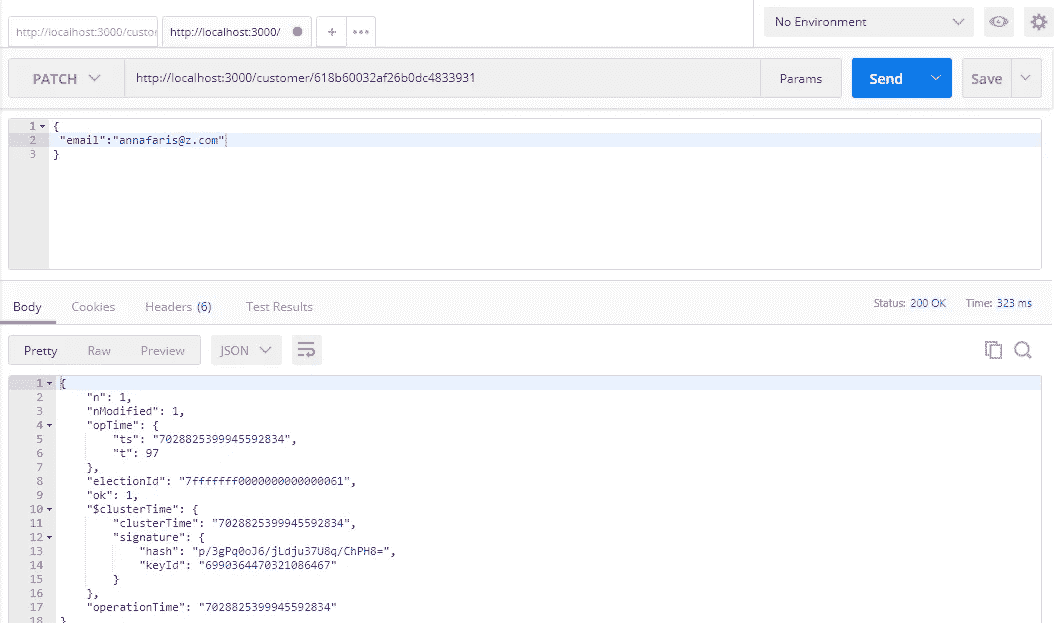 http://localhost:3000/custor
http://localhost:3000/
+
•••
No Environment
PATCH
http://localhost:3000/customer/618b60032af26b0dc4833931
Params
Send
Save
1 {
2 "email":"annafaris@z.com"
3 }
Body
Cookies
Headers (6)
Test Results
Status: 200 OK
Time: 323 ms
Pretty
Raw
Preview
JSON
1 {
2 "n": 1,
3 "nModified": 1,
4 "opTime": {
5 "ts": "7028825399945592834",
6 "t": 97
7 },
8 "electionId": "7fffffff0000000000000061",
9 "ok": 1,
10 "$clusterTime": {
11 "clusterTime": "7028825399945592834",
12 "signature": {
13 "hash": "p/3gPq0oJ6/jLdju37U8q/ChPH8=",
14 "keyId": "6990364470321086467"
15 }
16 },
17 "operationTime": "7028825399945592834"
18 }